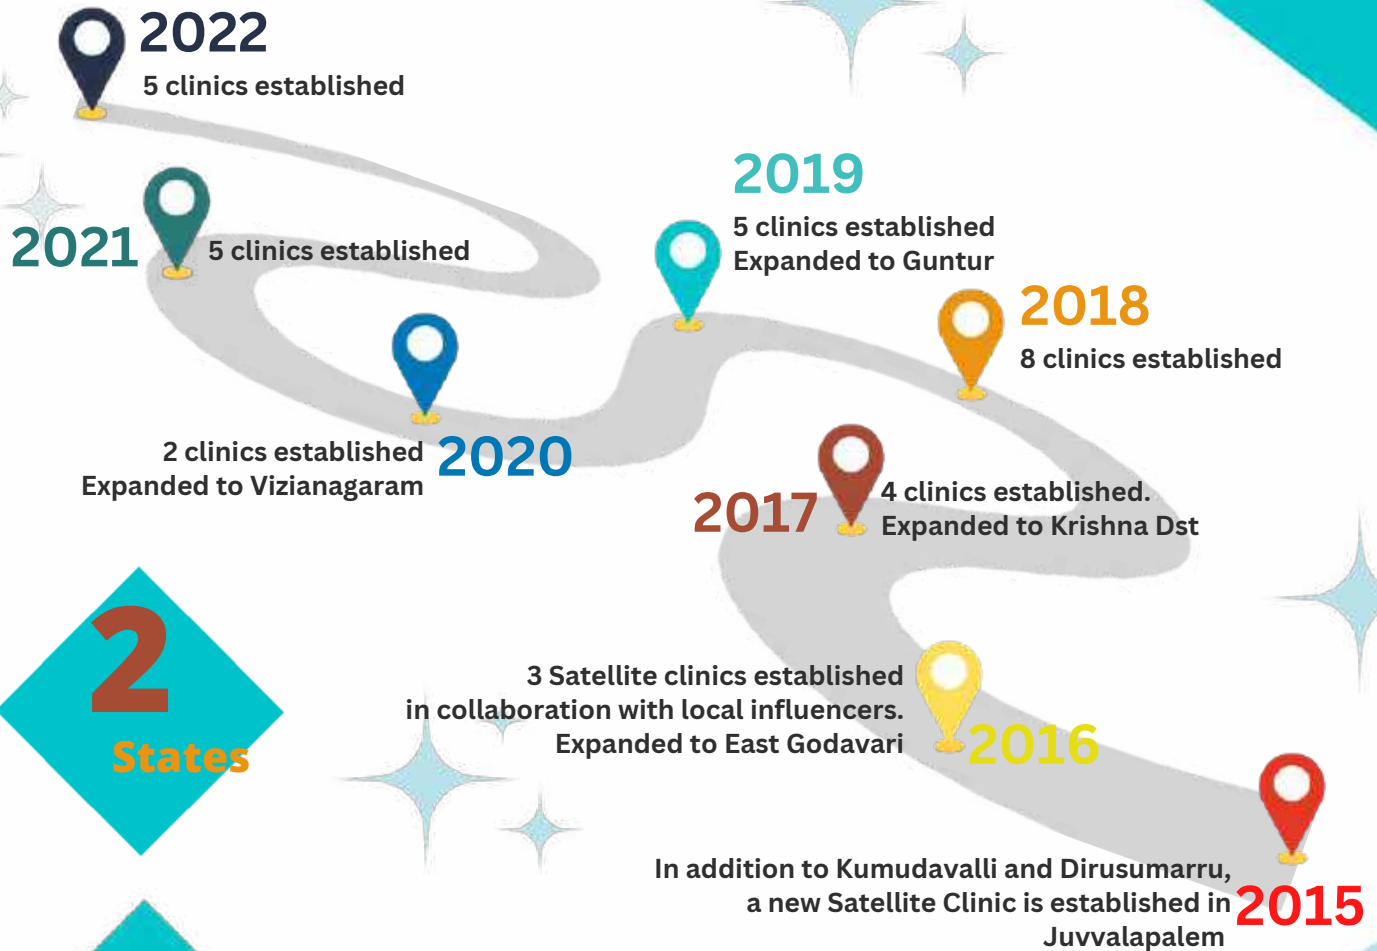 2022
5 clinics established
2019
5 clinics established
Expanded to Guntur
2021
5 clinics established
2018
8 clinics established
2 clinics established
Expanded to Vizianagaram
2020
2017
4 clinics established.
Expanded to Krishna Dst
2
States
3 Satellite clinics established
in collaboration with local influencers.
Expanded to East Godavari
2016
In addition to Kumudavalli and Dirusumarru,
a new Satellite Clinic is established in
Juvvalapalem
2015